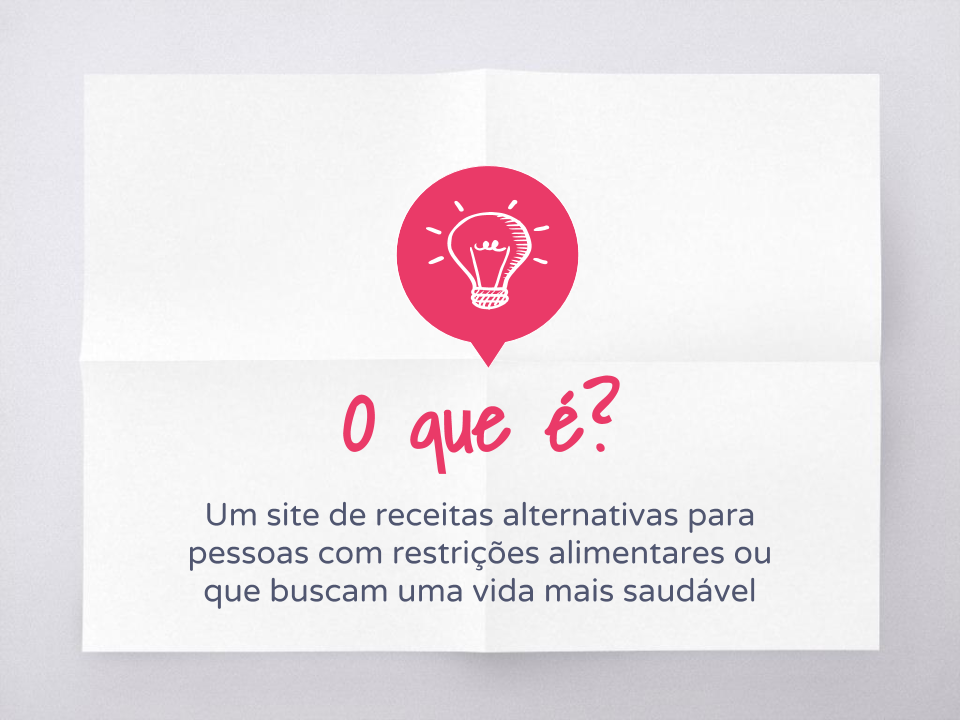 O que é?
Um site de receitas alternativas para
pessoas com restrições alimentares ou
que buscam uma vida mais saudável